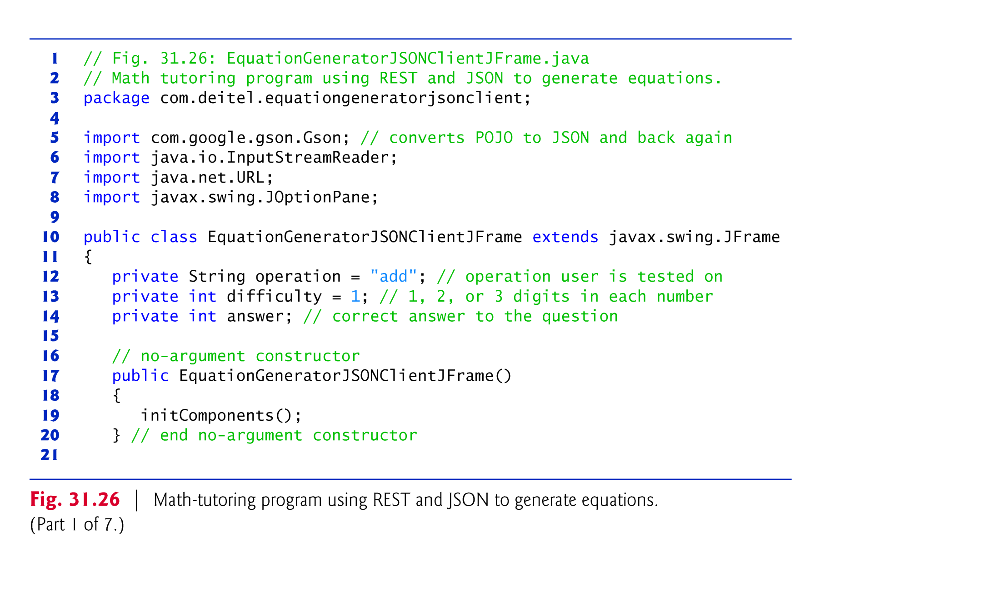 1 // Fig. 31.26: EquationGeneratorJSONClientJFrame.java
2 // Math tutoring program using REST and JSON to generate equations.
3 package com.deitel.equationgeneratorjsonclient;
4
5 import com.google.gson.Gson; // converts POJO to JSON and back again
6 import java.io.InputStreamReader;
7 import java.net.URL;
8 import javax.swing.JOptionPane;
9
10 public class EquationGeneratorJSONClientJFrame extends javax.swing.JFrame
11 {
12    private String operation = "add"; // operation user is tested on
13    private int difficulty = 1; // 1, 2, or 3 digits in each number
14    private int answer; // correct answer to the question
15
16    // no-argument constructor
17    public EquationGeneratorJSONClientJFrame()
18    {
19       initComponents();
20    } // end no-argument constructor
21
Fig. 31.26 | Math-tutoring program using REST and JSON to generate equations.
(Part 1 of 7.)